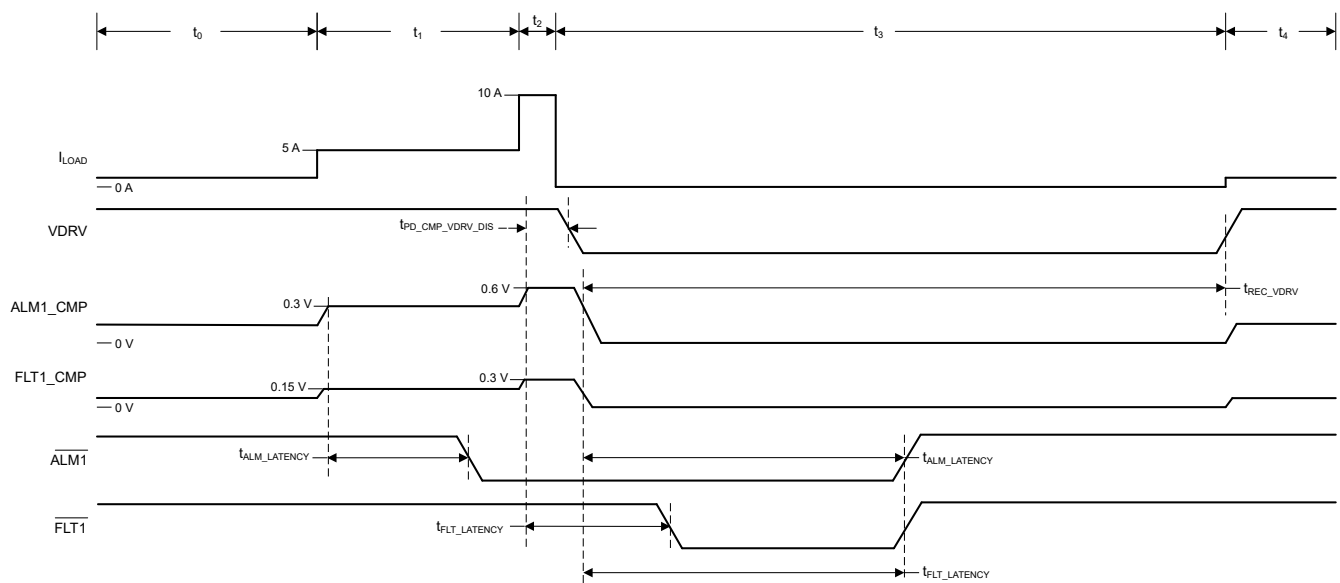 t0
t1
t2
t3
t4
10 A
5 A
ILOAD
0 A
VDRV
tPD_CMP_VDRV_DIS
0.6 V
0.3 V
ALM1_CMP
tREC_VDRV
0 V
FLT1_CMP
0.15 V
0.3 V
0 V
ALM1
tALM_LATENCY
tALM_LATENCY
FLT1
tFLT_LATENCY
tFLT_LATENCY